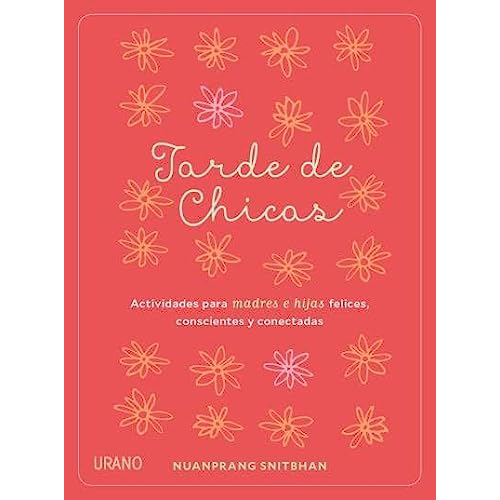 Tarde de
Chicas
Actividades para madres e hijas felices,
conscientes y conectadas
URANO
NUANPRANG SNITBHAN